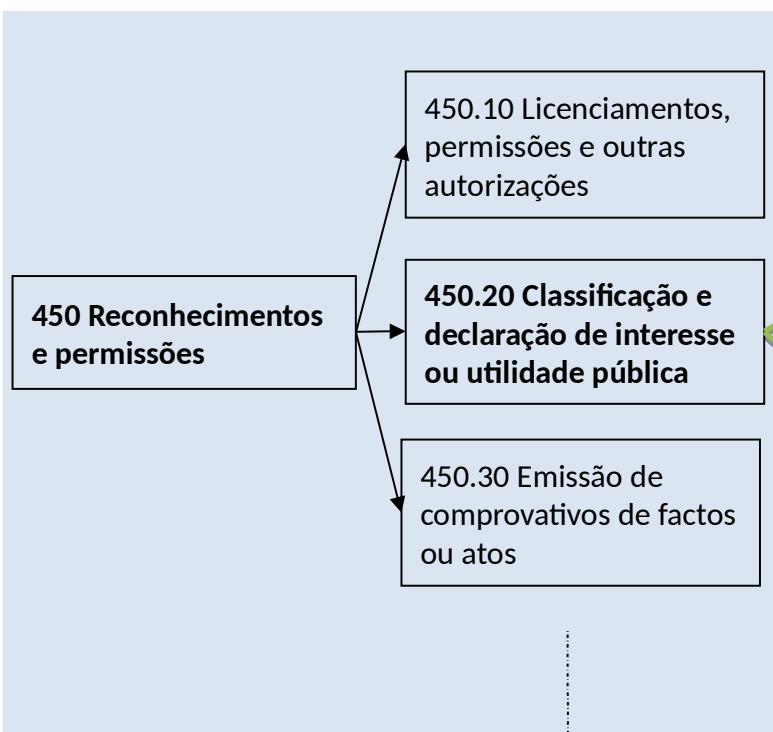 450.10 Licenciamentos,
permissões e outras
autorizações
450 Reconhecimentos
e permissões
450.20 Classificação e
declaração de interesse
ou utilidade pública
450.30 Emissão de
comprovativos de factos
ou atos